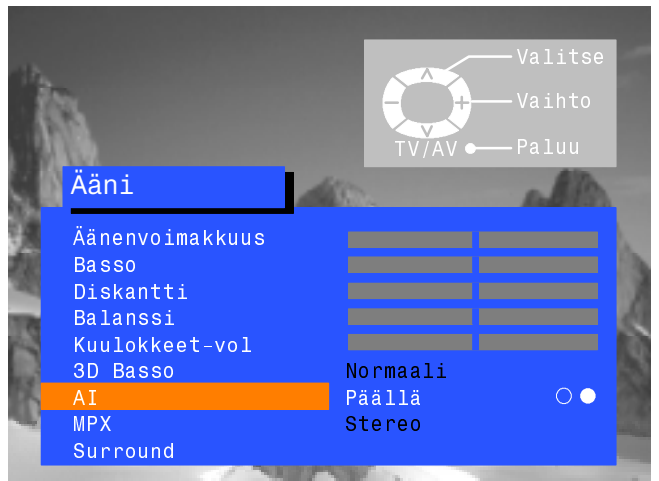 Valitse
Vaihto
TV/AV Paluu
Ääni
Äänenvoimakkuus
Basso
Diskantti
Balanssi
Kuulokkeet-vol
3D Basso Normaali
AI Päällä
MPX Stereo
Surround